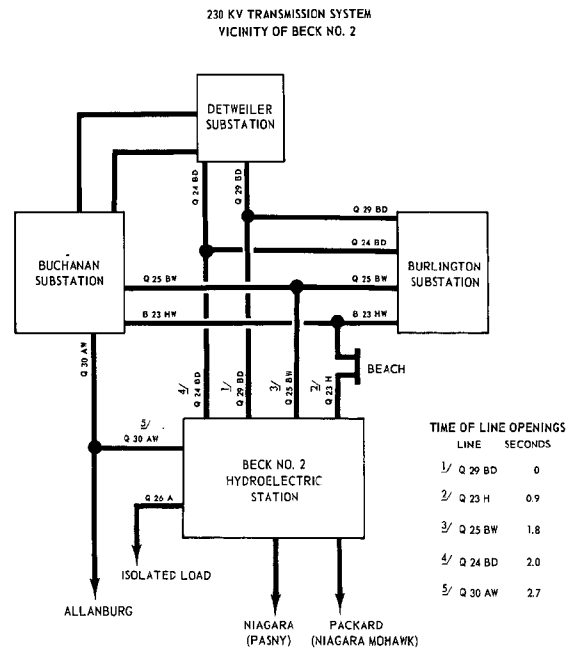 230 KV TRANSMISSION SYSTEM
VICINITY OF BECK NO. 2
DETWEILER
SUBSTATION
Q 24 BD
Q 29 BD
Q 29 BD
Q 24 BD
BUCHANAN
SUBSTATION
BURLINGTON
SUBSTATION
Q 25 BW
Q 25 BW
B 23 HW
B 23 HW
Q 30 AW
BEACH
4/
Q 24 BD
1/
Q 29 BD
3/
Q 25 BW
2/
Q 23 H
5/
Q 30 AW
BECK NO. 2
HYDROELECTRIC
STATION
Q 26 A
ISOLATED LOAD
ALLANBURG
NIAGARA
(PASNY)
PACKARD
(NIAGARA MOHAWK)
TIME OF LINE OPENINGS
LINE SECONDS
1/ Q 29 BD 0
2/ Q 23 H 0.9
3/ Q 25 BW 1.8
4/ Q 24 BD 2.0
5/ Q 30 AW 2.7